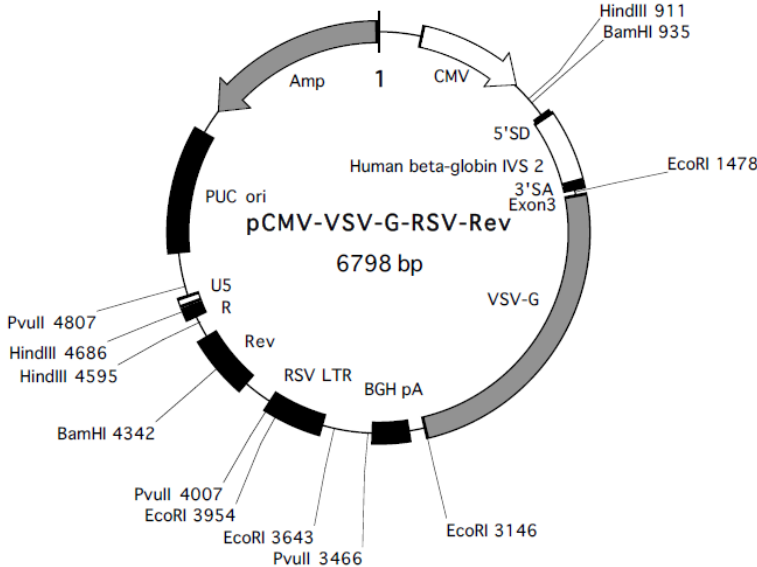 HindIII 911
BamHI 935
Amp
1
CMV
5'SD
Human beta-globin IVS 2
EcoRI 1478
3'SA
Exon3
PUC ori
pCMV-VSV-G-RSV-Rev
6798 bp
VSV-G
U5
R
PvuII 4807
HindIII 4686
HindIII 4595
Rev
RSV LTR
BGH pA
BamHI 4342
PvuII 4007
EcoRI 3954
EcoRI 3643
PvuII 3466
EcoRI 3146